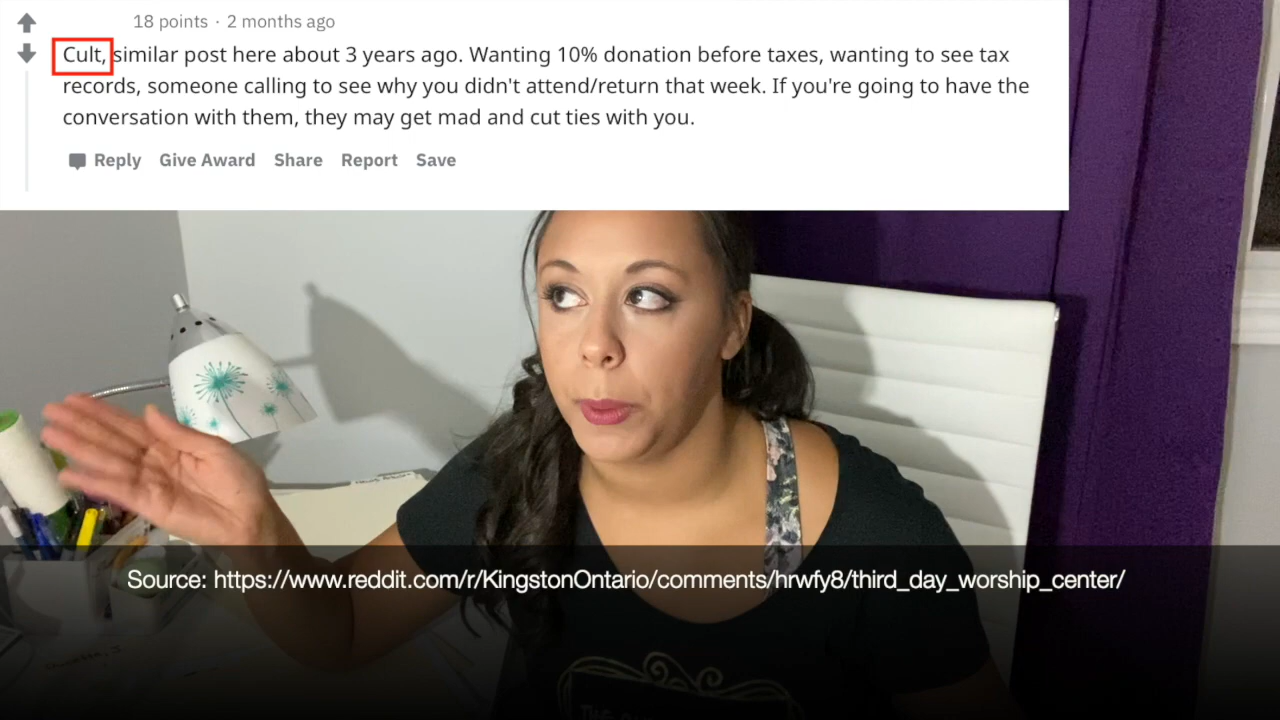 18 points · 2 months ago
Cult, similar post here about 3 years ago. Wanting 10% donation before taxes, wanting to see tax
records, someone calling to see why you didn't attend/return that week. If you're going to have the
conversation with them, they may get mad and cut ties with you.
Reply Give Award Share Report Save
Source: https://www.reddit.com/r/KingstonOntario/comments/hrwfy8/third_day_worship_center/